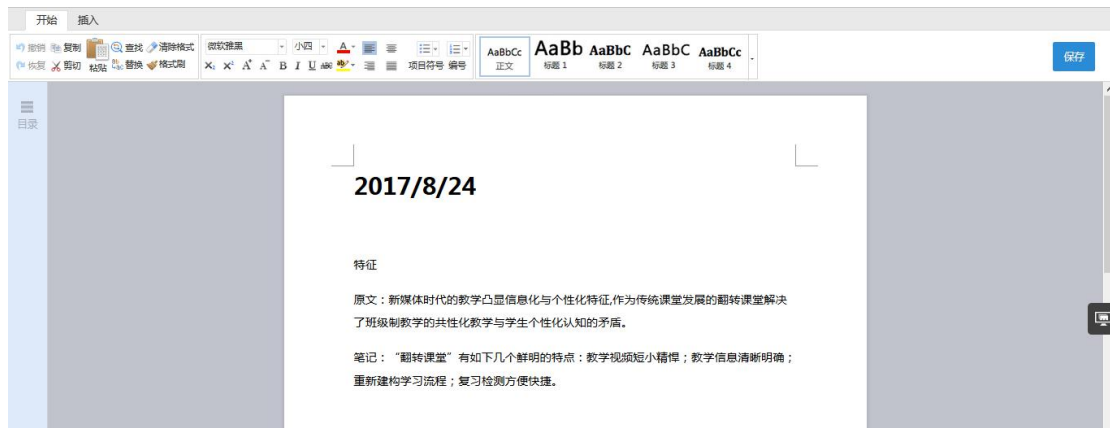 开始 插入
撤销 复制 粘贴 查找 清除格式 微软雅黑 小四 A AaBbCc AaBb AaBbC AaBbC AaBbCc 保存
恢复 剪切 替换 格式刷 X₂ X² A⁺ A⁻ B I U ABC ab 项目符号 编号 正文 标题 1 标题 2 标题 3 标题 4
目录
2017/8/24
特征
原文：新媒体时代的教学凸显信息化与个性化特征,作为传统课堂发展的翻转课堂解决
了班级制教学的共性化教学与学生个性化认知的矛盾。
笔记：“翻转课堂”有如下几个鲜明的特点：教学视频短小精悍；教学信息清晰明确；
重新建构学习流程；复习检测方便快捷。